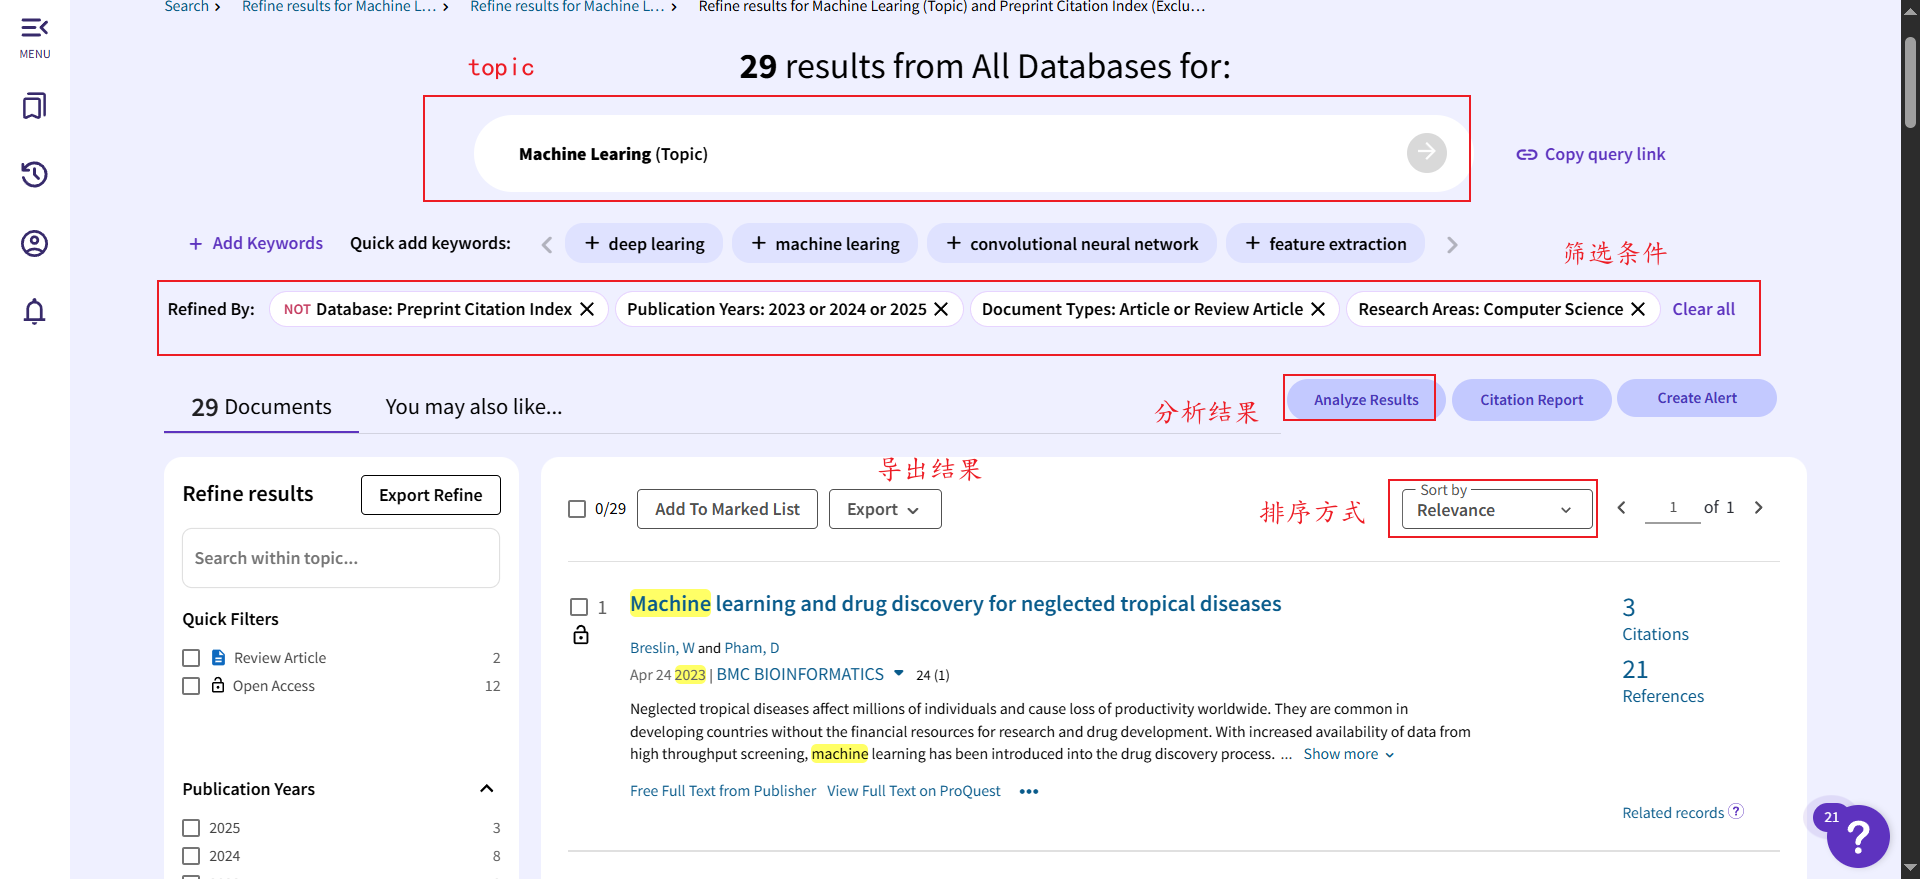 Search › Refine results for Machine L... › Refine results for Machine L... › Refine results for Machine Learing (Topic) and Preprint Citation Index (Exclu...
MENU
topic
29 results from All Databases for:
Machine Learing (Topic)
Copy query link
+ Add Keywords
Quick add keywords:
+ deep learing
+ machine learing
+ convolutional neural network
+ feature extraction
筛选条件
Refined By:
NOT Database: Preprint Citation Index
Publication Years: 2023 or 2024 or 2025
Document Types: Article or Review Article
Research Areas: Computer Science
Clear all
29 Documents
You may also like...
分析结果
Analyze Results
Citation Report
Create Alert
Refine results
Export Refine
Search within topic...
Quick Filters
Review Article 2
Open Access 12
Publication Years
2025 3
2024 8
导出结果
0/29
Add To Marked List
Export
排序方式
Sort by
Relevance
1 of 1
1
Machine learning and drug discovery for neglected tropical diseases
Breslin, W and Pham, D
Apr 24 2023 | BMC BIOINFORMATICS 24 (1)
Neglected tropical diseases affect millions of individuals and cause loss of productivity worldwide. They are common in
developing countries without the financial resources for research and drug development. With increased availability of data from
high throughput screening, machine learning has been introduced into the drug discovery process. ... Show more
Free Full Text from Publisher View Full Text on ProQuest •••
3
Citations
21
References
Related records ?
21
?